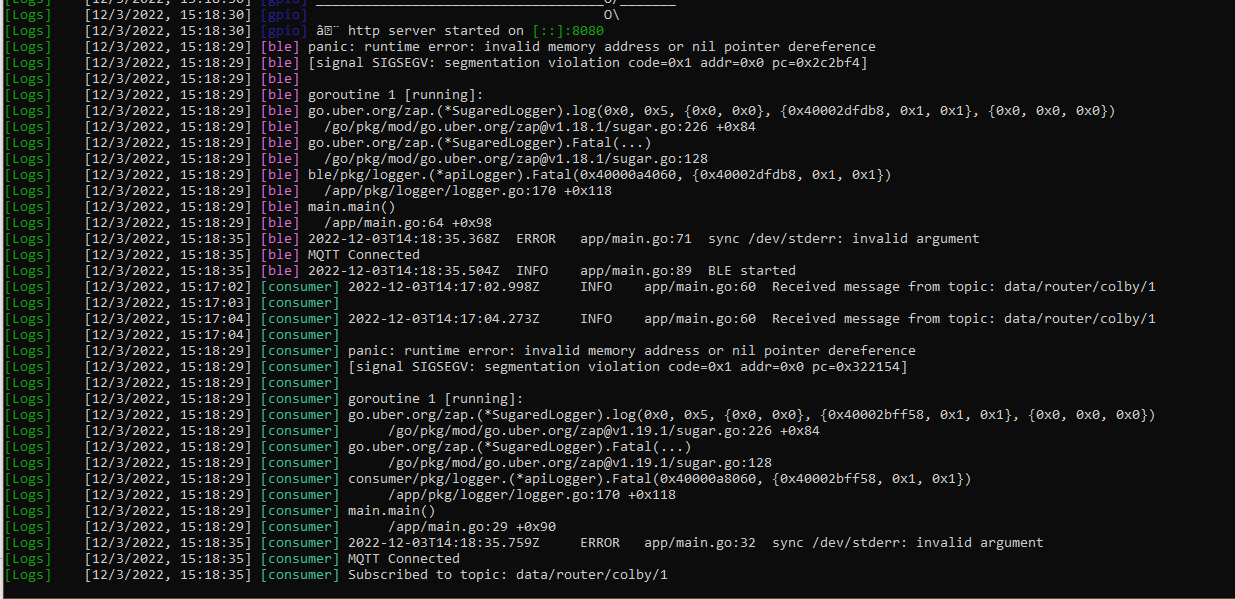 [Logs] [12/3/2022, 15:18:30] [gpio] ____________________________________O/_______
[Logs] [12/3/2022, 15:18:30] [gpio] O\
[Logs] [12/3/2022, 15:18:30] [gpio] http server started on [::]:8080
[Logs] [12/3/2022, 15:18:29] [ble] panic: runtime error: invalid memory address or nil pointer dereference
[Logs] [12/3/2022, 15:18:29] [ble] [signal SIGSEGV: segmentation violation code=0x1 addr=0x0 pc=0x2c2bf4]
[Logs] [12/3/2022, 15:18:29] [ble]
[Logs] [12/3/2022, 15:18:29] [ble] goroutine 1 [running]:
[Logs] [12/3/2022, 15:18:29] [ble] go.uber.org/zap.(*SugaredLogger).log(0x0, 0x5, {0x0, 0x0}, {0x40002dfdb8, 0x1, 0x1}, {0x0, 0x0, 0x0})
[Logs] [12/3/2022, 15:18:29] [ble] /go/pkg/mod/go.uber.org/zap@v1.18.1/sugar.go:226 +0x84
[Logs] [12/3/2022, 15:18:29] [ble] go.uber.org/zap.(*SugaredLogger).Fatal(...)
[Logs] [12/3/2022, 15:18:29] [ble] /go/pkg/mod/go.uber.org/zap@v1.18.1/sugar.go:128
[Logs] [12/3/2022, 15:18:29] [ble] ble/pkg/logger.(*apiLogger).Fatal(0x40000a4060, {0x40002dfdb8, 0x1, 0x1})
[Logs] [12/3/2022, 15:18:29] [ble] /app/pkg/logger/logger.go:170 +0x118
[Logs] [12/3/2022, 15:18:29] [ble] main.main()
[Logs] [12/3/2022, 15:18:29] [ble] /app/main.go:64 +0x98
[Logs] [12/3/2022, 15:18:35] [ble] 2022-12-03T14:18:35.368Z ERROR app/main.go:71 sync /dev/stderr: invalid argument
[Logs] [12/3/2022, 15:18:35] [ble] MQTT Connected
[Logs] [12/3/2022, 15:18:35] [ble] 2022-12-03T14:18:35.504Z INFO app/main.go:89 BLE started
[Logs] [12/3/2022, 15:17:02] [consumer] 2022-12-03T14:17:02.998Z INFO app/main.go:60 Received message from topic: data/router/colby/1
[Logs] [12/3/2022, 15:17:03] [consumer]
[Logs] [12/3/2022, 15:17:04] [consumer] 2022-12-03T14:17:04.273Z INFO app/main.go:60 Received message from topic: data/router/colby/1
[Logs] [12/3/2022, 15:17:04] [consumer]
[Logs] [12/3/2022, 15:18:29] [consumer] panic: runtime error: invalid memory address or nil pointer dereference
[Logs] [12/3/2022, 15:18:29] [consumer] [signal SIGSEGV: segmentation violation code=0x1 addr=0x0 pc=0x322154]
[Logs] [12/3/2022, 15:18:29] [consumer]
[Logs] [12/3/2022, 15:18:29] [consumer] goroutine 1 [running]:
[Logs] [12/3/2022, 15:18:29] [consumer] go.uber.org/zap.(*SugaredLogger).log(0x0, 0x5, {0x0, 0x0}, {0x40002bff58, 0x1, 0x1}, {0x0, 0x0, 0x0})
[Logs] [12/3/2022, 15:18:29] [consumer] /go/pkg/mod/go.uber.org/zap@v1.19.1/sugar.go:226 +0x84
[Logs] [12/3/2022, 15:18:29] [consumer] go.uber.org/zap.(*SugaredLogger).Fatal(...)
[Logs] [12/3/2022, 15:18:29] [consumer] /go/pkg/mod/go.uber.org/zap@v1.19.1/sugar.go:128
[Logs] [12/3/2022, 15:18:29] [consumer] consumer/pkg/logger.(*apiLogger).Fatal(0x40000a8060, {0x40002bff58, 0x1, 0x1})
[Logs] [12/3/2022, 15:18:29] [consumer] /app/pkg/logger/logger.go:170 +0x118
[Logs] [12/3/2022, 15:18:29] [consumer] main.main()
[Logs] [12/3/2022, 15:18:29] [consumer] /app/main.go:29 +0x90
[Logs] [12/3/2022, 15:18:35] [consumer] 2022-12-03T14:18:35.759Z ERROR app/main.go:32 sync /dev/stderr: invalid argument
[Logs] [12/3/2022, 15:18:35] [consumer] MQTT Connected
[Logs] [12/3/2022, 15:18:35] [consumer] Subscribed to topic: data/router/colby/1